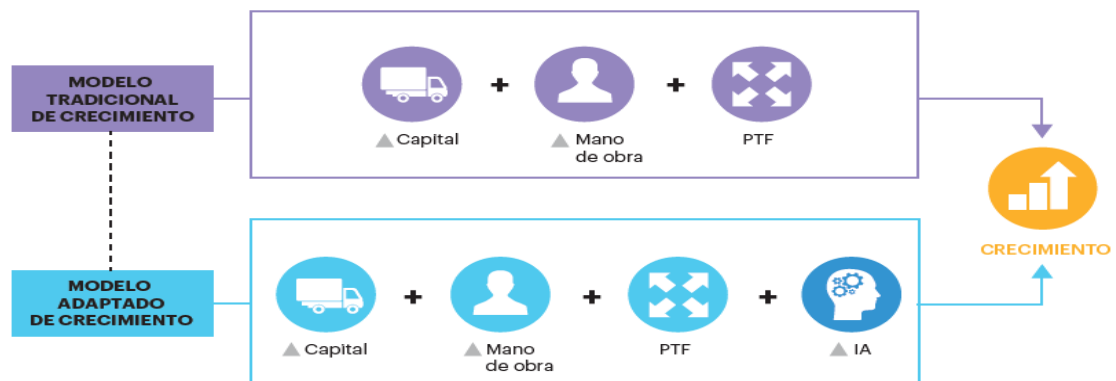 MODELO
TRADICIONAL
DE CRECIMIENTO
+ +
▲ Capital
▲ Mano
de obra
PTF
CRECIMIENTO
MODELO
ADAPTADO
DE CRECIMIENTO
+ + +
▲ Capital
▲ Mano
de obra
PTF
▲ IA